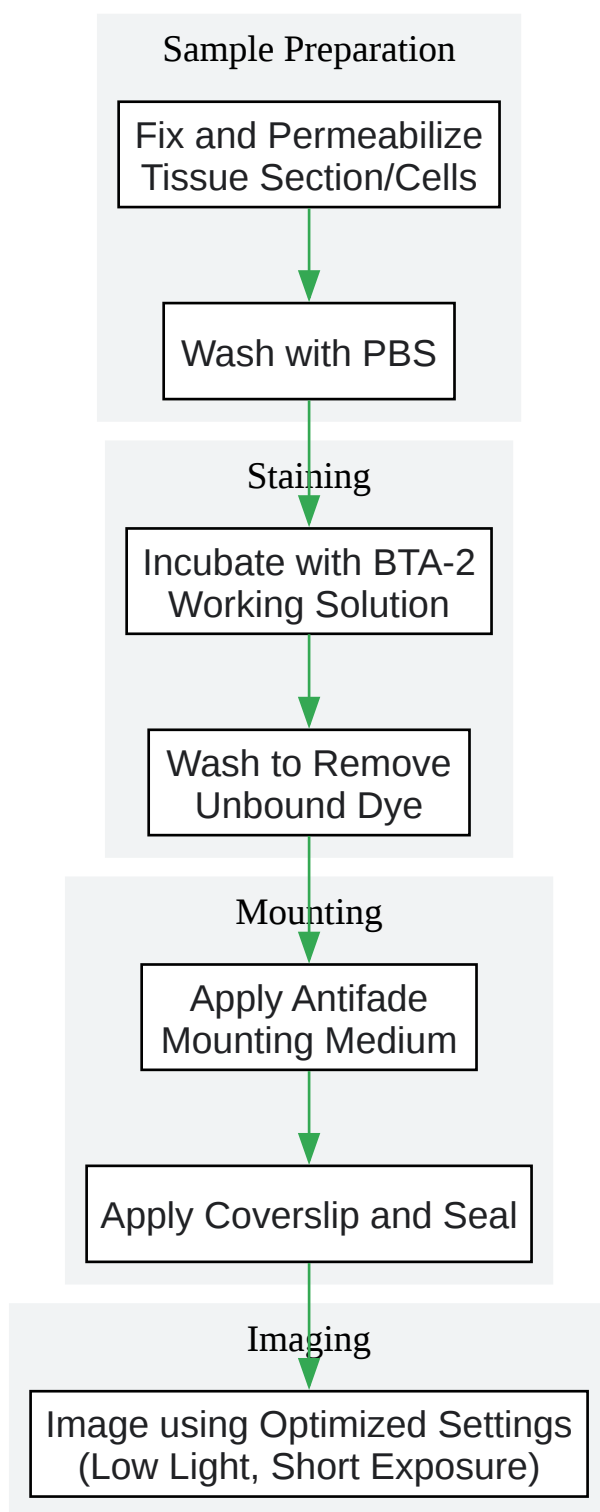 Sample Preparation
Fix and Permeabilize
Tissue Section/Cells
Wash with PBS
Staining
Incubate with BTA-2
Working Solution
Wash to Remove
Unbound Dye
Mounting
Apply Antifade
Mounting Medium
Apply Coverslip and Seal
Imaging
Image using Optimized Settings
(Low Light, Short Exposure)